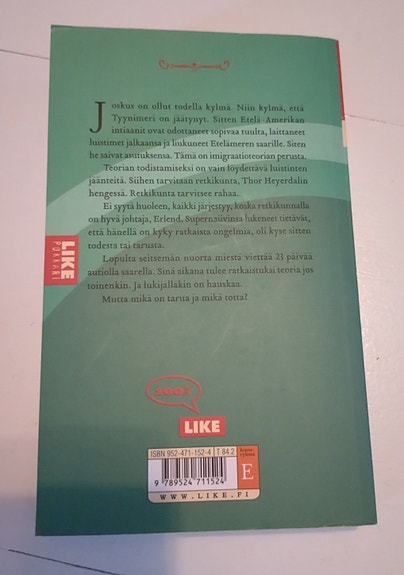 Joskus on ollut todella kylmä. Niin kylmä, että
Tyynimeri on jäätynyt. Sitten Etelä-Amerikan
intiaanit ovat odottaneet sopivaa tuulta, laittaneet
luistimet jalkaansa ja liukuneet Etelämeren saarille. Siten
he saivat asutuksensa. Tämä on imigraatioteorian perusta.
Teorian todistamiseksi on vain löydettävä luistinten
jäänteitä. Siihen tarvitaan retkikunta, Thor Heyerdalin
hengessä. Retkikunta tarvitsee rahaa.
Ei syytä huoleen, kaikki järjestyy, koska retkikunnalla
on hyvä johtaja, Erlend. Supernaiivinsa lukeneet tietävät,
että hänellä on kyky ratkaista ongelmia, oli kyse sitten
todesta tai tarusta.
Lopulta seitsemän nuorta miestä viettää 23 päivää
autiolla saarella. Sinä aikana tulee ratkaistuksi teoria jos
toinenkin. Ja lukijallakin on hauskaa.
Mutta mikä on tarua ja mikä totta?
LIKE
POKKARI
2007
LIKE
ISBN 952-471-152-4
T 84.2
kirja-
ryhmä
E
9 789524 711524
WWW.LIKE.FI